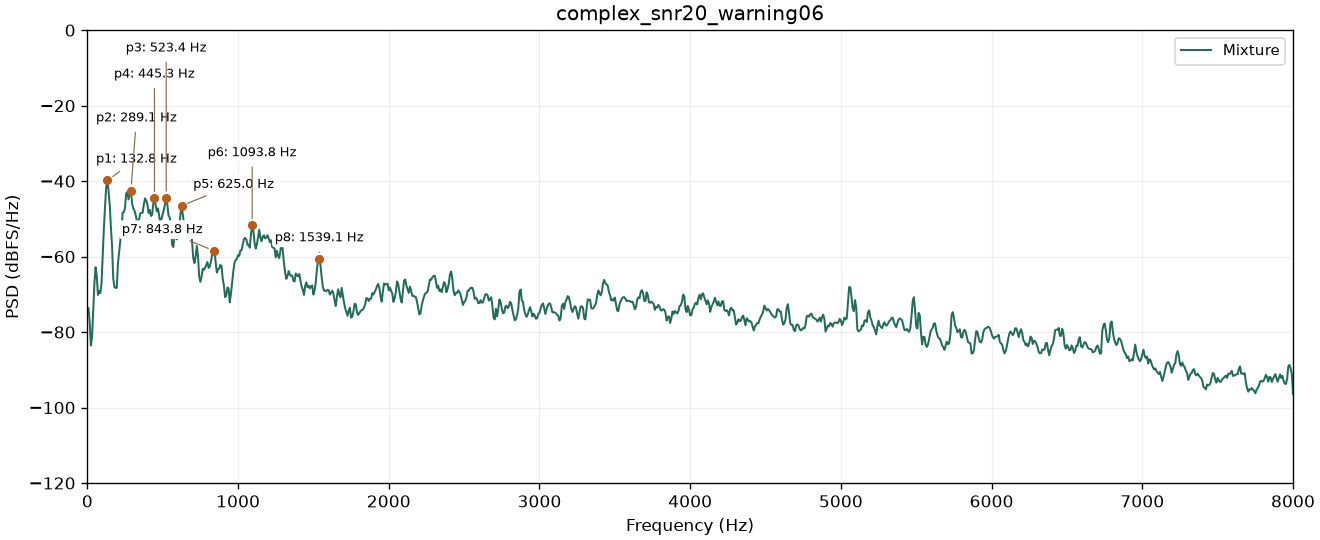 complex_snr20_warning06
Mixture
p3: 523.4 Hz
p4: 445.3 Hz
p2: 289.1 Hz
p1: 132.8 Hz
p6: 1093.8 Hz
p5: 625.0 Hz
p7: 843.8 Hz
p8: 1539.1 Hz
PSD (dBFS/Hz)
0
−20
−40
−60
−80
−100
−120
0 1000 2000 3000 4000 5000 6000 7000 8000
Frequency (Hz)